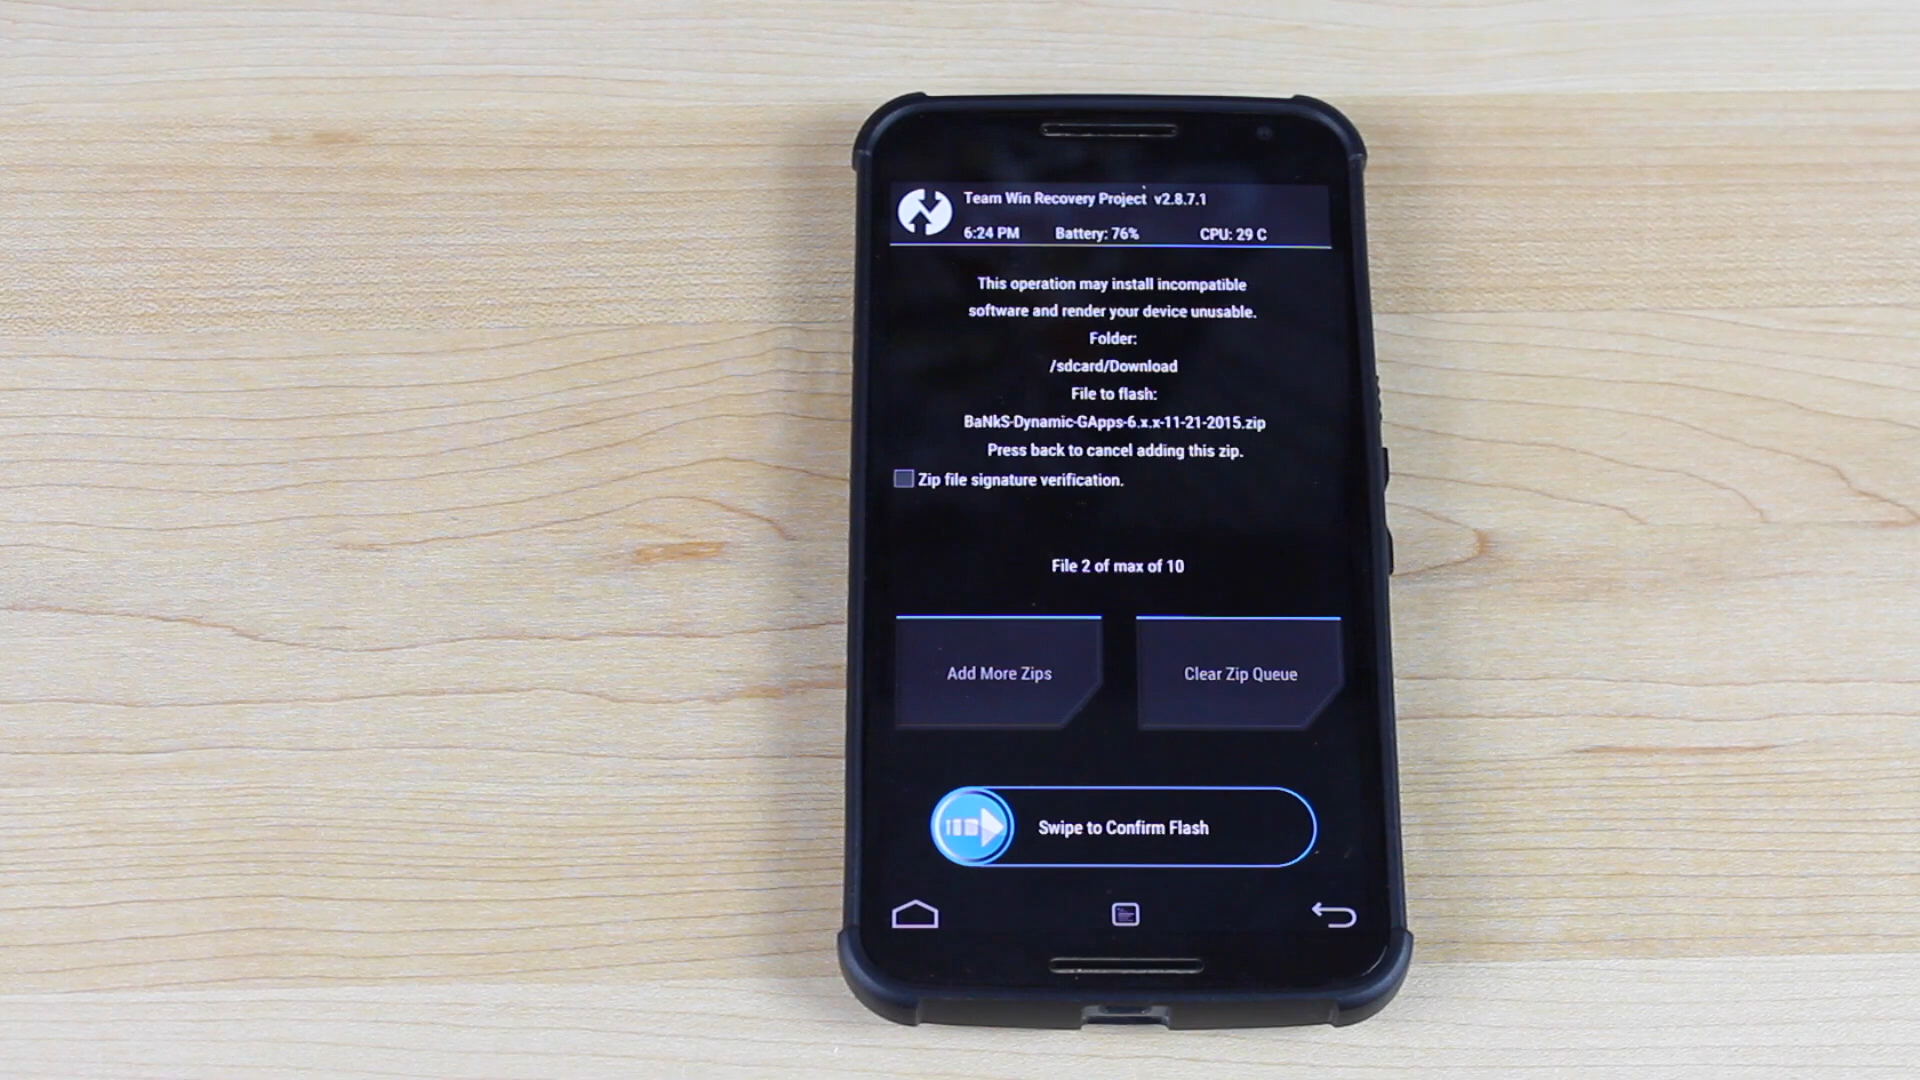 Team Win Recovery Project v2.8.7.1
6:24 PM Battery: 76% CPU: 29 C
This operation may install incompatible
software and render your device unusable.
Folder:
/sdcard/Download
File to flash:
BaNkS-Dynamic-GApps-6.x.x-11-21-2015.zip
Press back to cancel adding this zip.
Zip file signature verification.
File 2 of max of 10
Add More Zips Clear Zip Queue
Swipe to Confirm Flash